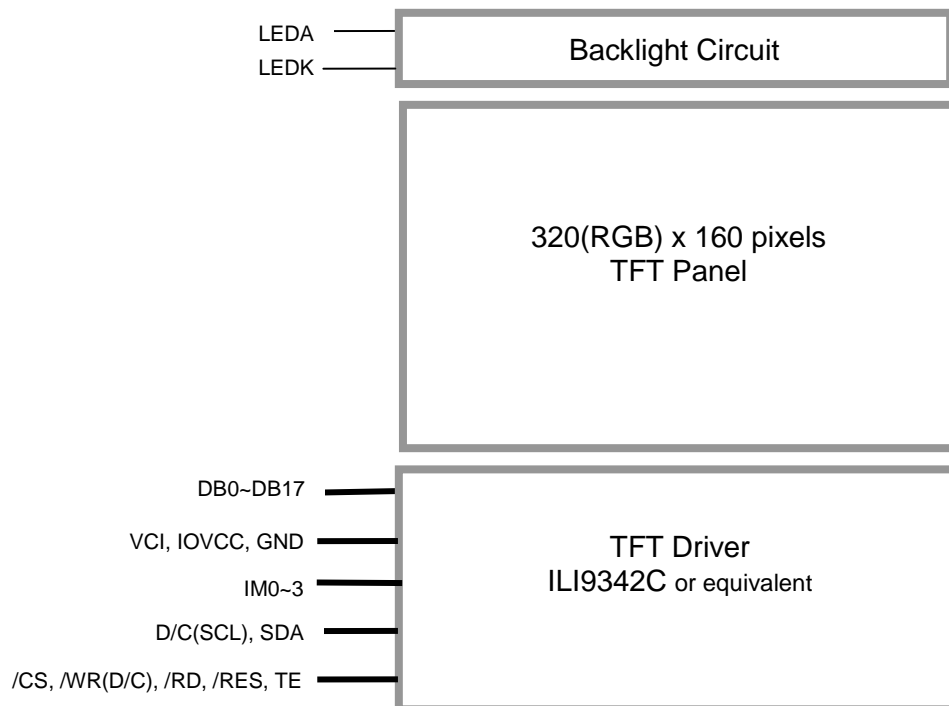 LEDA
LEDK
Backlight Circuit
320(RGB) x 160 pixels
TFT Panel
DB0~DB17
VCI, IOVCC, GND
IM0~3
D/C(SCL), SDA
/CS, /WR(D/C), /RD, /RES, TE
TFT Driver
ILI9342C or equivalent